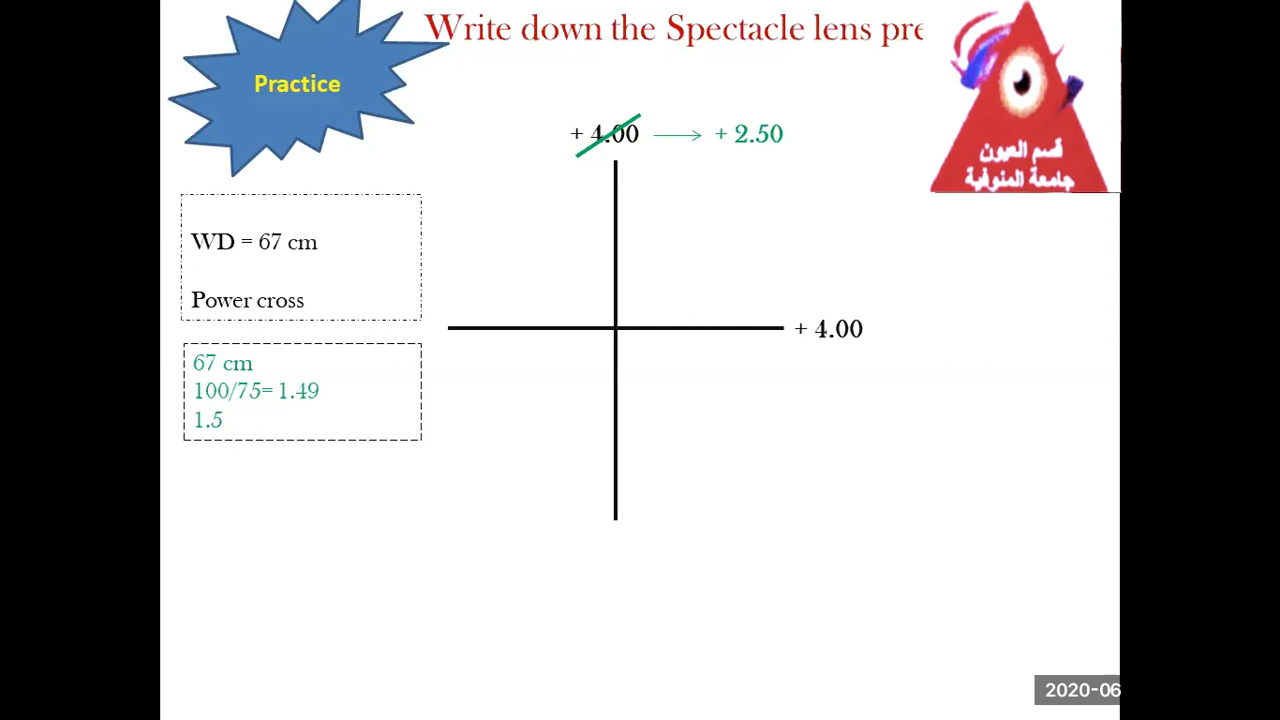 Write down the Spectacle lens pre
Practice
قسم العيون
جامعة المنوفية
+ 4.00 → + 2.50
WD = 67 cm
Power cross
+ 4.00
67 cm
100/75= 1.49
1.5
2020-06